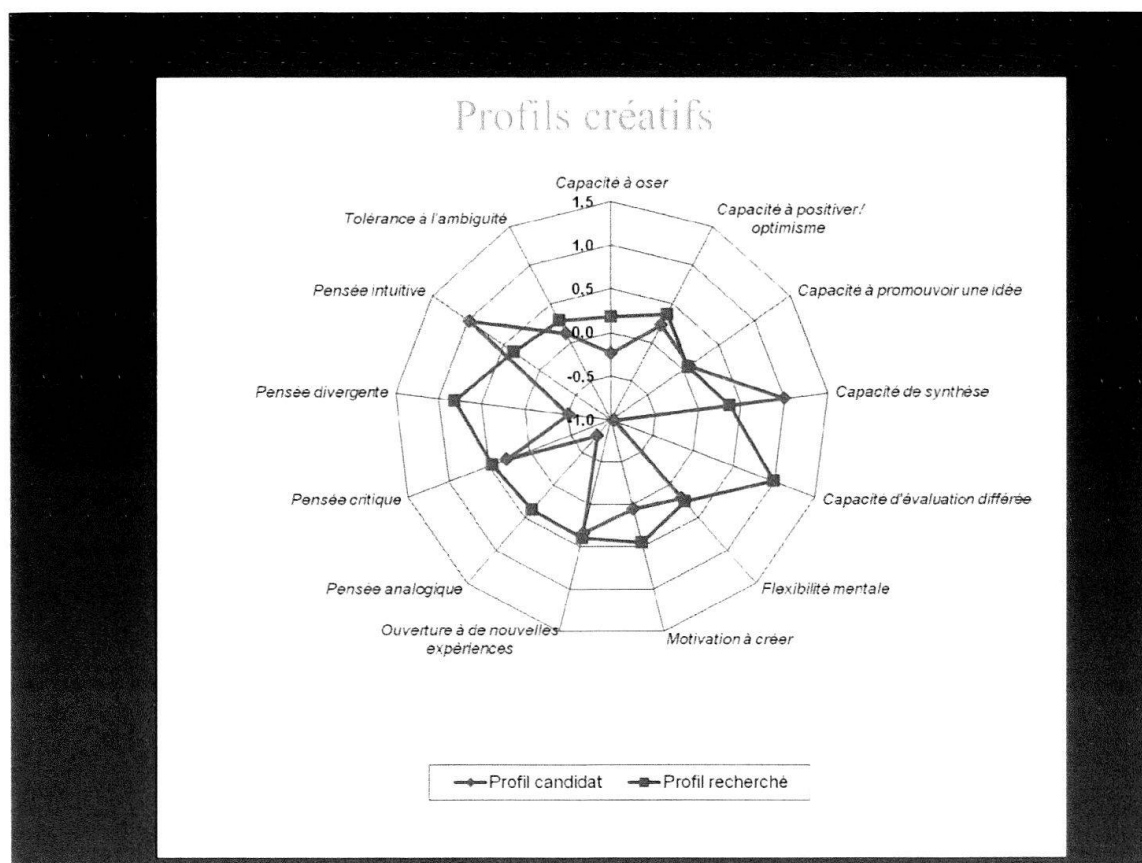 Profils créatifs
Capacité à oser
Tolérance à l'ambiguité
Capacité à positiver/
optimisme
Pensée intuitive
Capacité à promouvoir une idée
Pensée divergente
Capacité de synthèse
Pensée critique
Capacité d'évaluation différée
Pensée analogique
Flexibilité mentale
Ouverture à de nouvelles
expériences
Motivation à créer
1,5
1,0
0,5
0,0
-0,5
-1,0
Profil candidat
Profil recherché